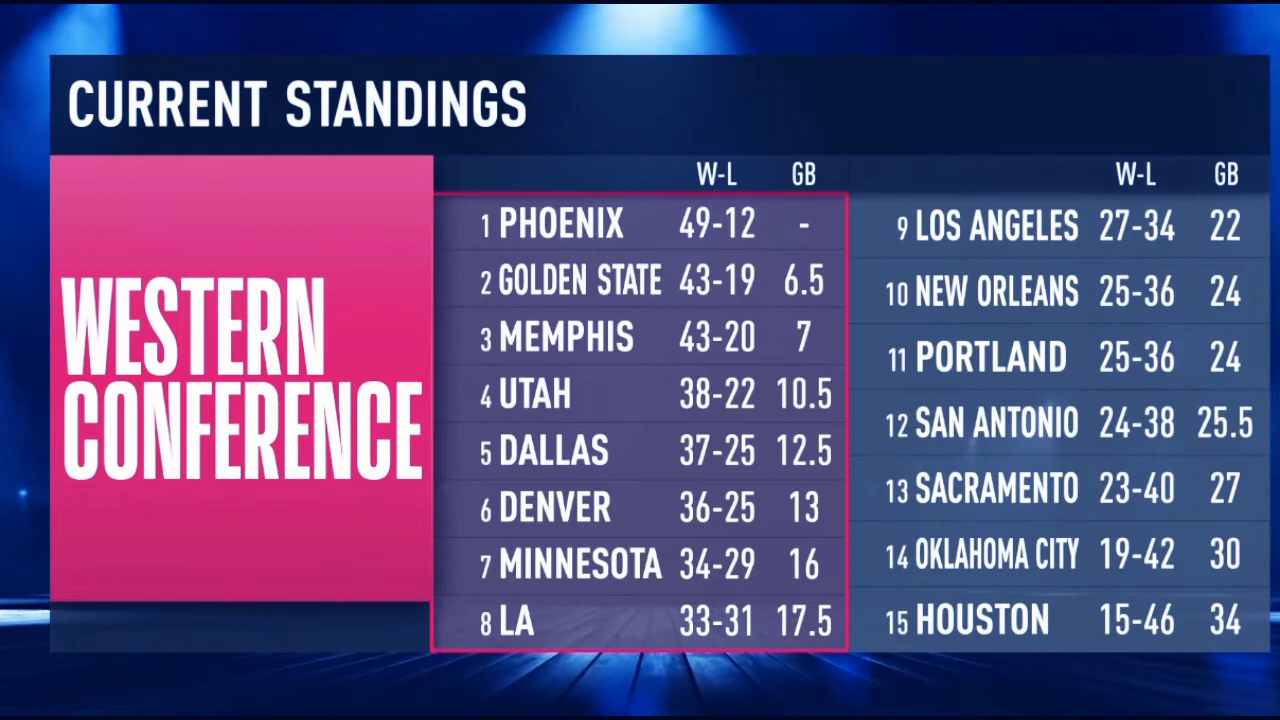 CURRENT STANDINGS
WESTERN
CONFERENCE
W-L GB
1 PHOENIX 49-12 -
2 GOLDEN STATE 43-19 6.5
3 MEMPHIS 43-20 7
4 UTAH 38-22 10.5
5 DALLAS 37-25 12.5
6 DENVER 36-25 13
7 MINNESOTA 34-29 16
8 LA 33-31 17.5
W-L GB
9 LOS ANGELES 27-34 22
10 NEW ORLEANS 25-36 24
11 PORTLAND 25-36 24
12 SAN ANTONIO 24-38 25.5
13 SACRAMENTO 23-40 27
14 OKLAHOMA CITY 19-42 30
15 HOUSTON 15-46 34